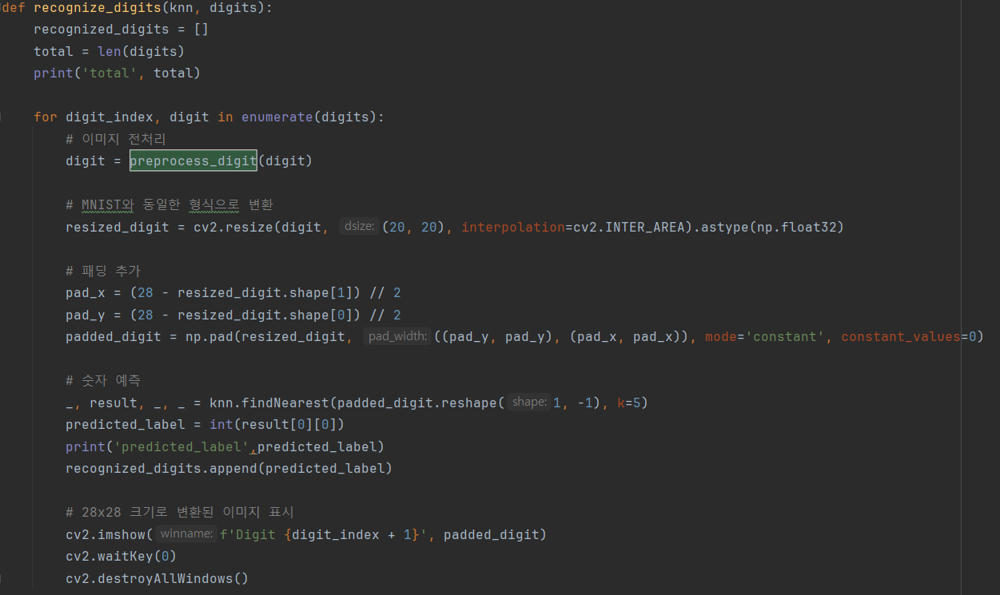 def recognize_digits(knn, digits):
    recognized_digits = []
    total = len(digits)
    print('total', total)
    for digit_index, digit in enumerate(digits):
        # 이미지 전처리
        digit = preprocess_digit(digit)
        # MNIST와 동일한 형식으로 변환
        resized_digit = cv2.resize(digit, dsize: (20, 20), interpolation=cv2.INTER_AREA).astype(np.float32)
        # 패딩 추가
        pad_x = (28 - resized_digit.shape[1]) // 2
        pad_y = (28 - resized_digit.shape[0]) // 2
        padded_digit = np.pad(resized_digit, pad_width: ((pad_y, pad_y), (pad_x, pad_x)), mode='constant', constant_values=0)
        # 숫자 예측
        _, result, _, _ = knn.findNearest(padded_digit.reshape( shape: 1, -1), k=5)
        predicted_label = int(result[0][0])
        print('predicted_label',predicted_label)
        recognized_digits.append(predicted_label)
        # 28x28 크기로 변환된 이미지 표시
        cv2.imshow( winname: f'Digit {digit_index + 1}', padded_digit)
        cv2.waitKey(0)
        cv2.destroyAllWindows()